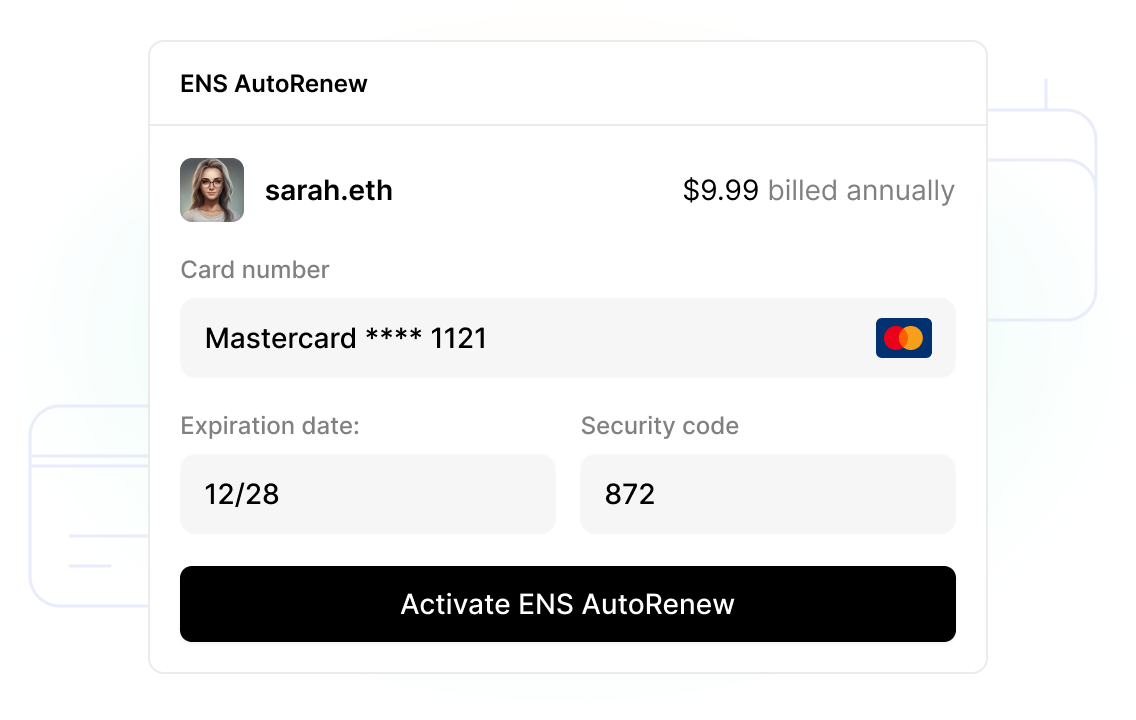 ENS AutoRenew
sarah.eth
$9.99 billed annually
Card number
Mastercard **** 1121
Expiration date:
Security code
12/28
872
Activate ENS AutoRenew